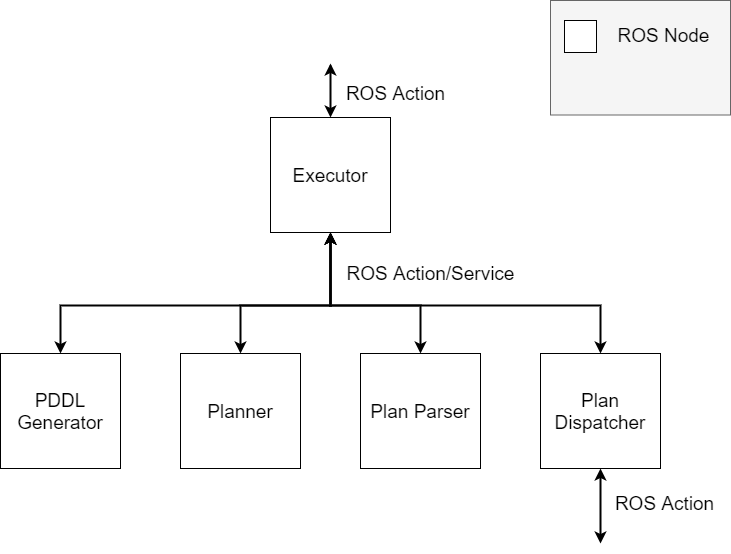 ROS Node
ROS Action
Executor
ROS Action/Service
PDDL
Generator
Planner
Plan Parser
Plan
Dispatcher
ROS Action